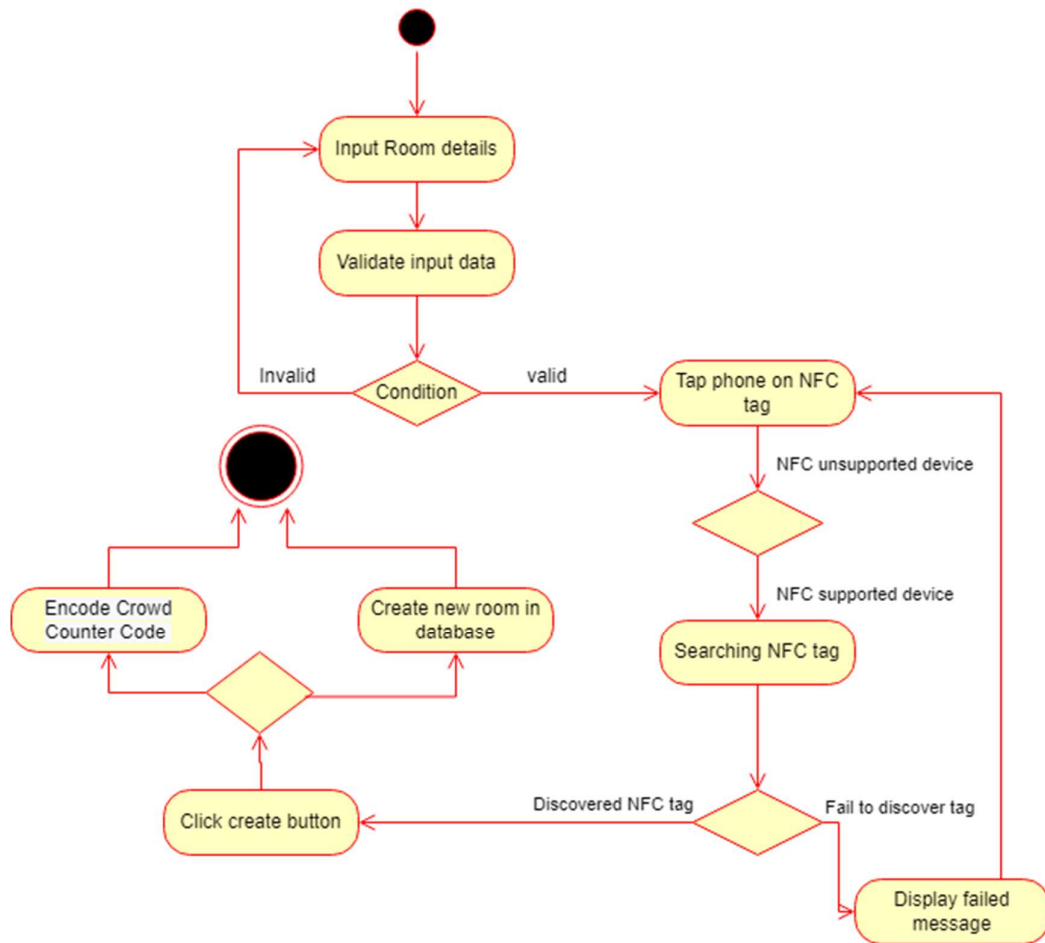 Input Room details
Validate input data
Invalid
Condition
valid
Tap phone on NFC
tag
NFC unsupported device
NFC supported device
Encode Crowd
Counter Code
Create new room in
database
Searching NFC tag
Discovered NFC tag
Fail to discover tag
Click create button
Display failed
message